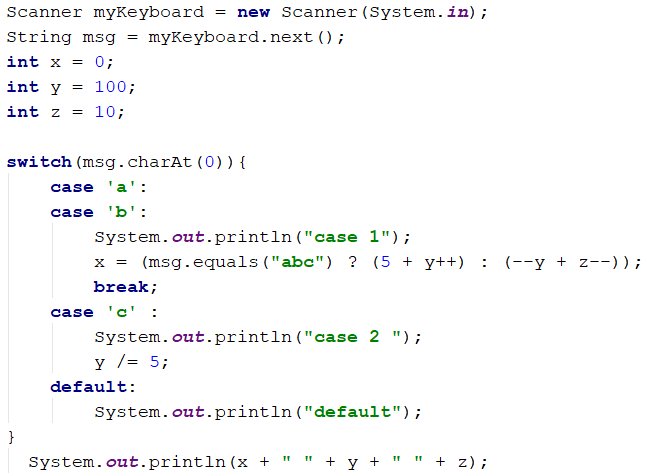 Scanner myKeyboard = new Scanner(System.in);
String msg = myKeyboard.next();
int x = 0;
int y = 100;
int z = 10;

switch(msg.charAt(0)){
    case 'a':
    case 'b':
        System.out.println("case 1");
        x = (msg.equals("abc") ? (5 + y++) : (--y + z--));
        break;
    case 'c' :
        System.out.println("case 2 ");
        y /= 5;
    default:
        System.out.println("default");
}
  System.out.println(x + " " + y + " " + z);